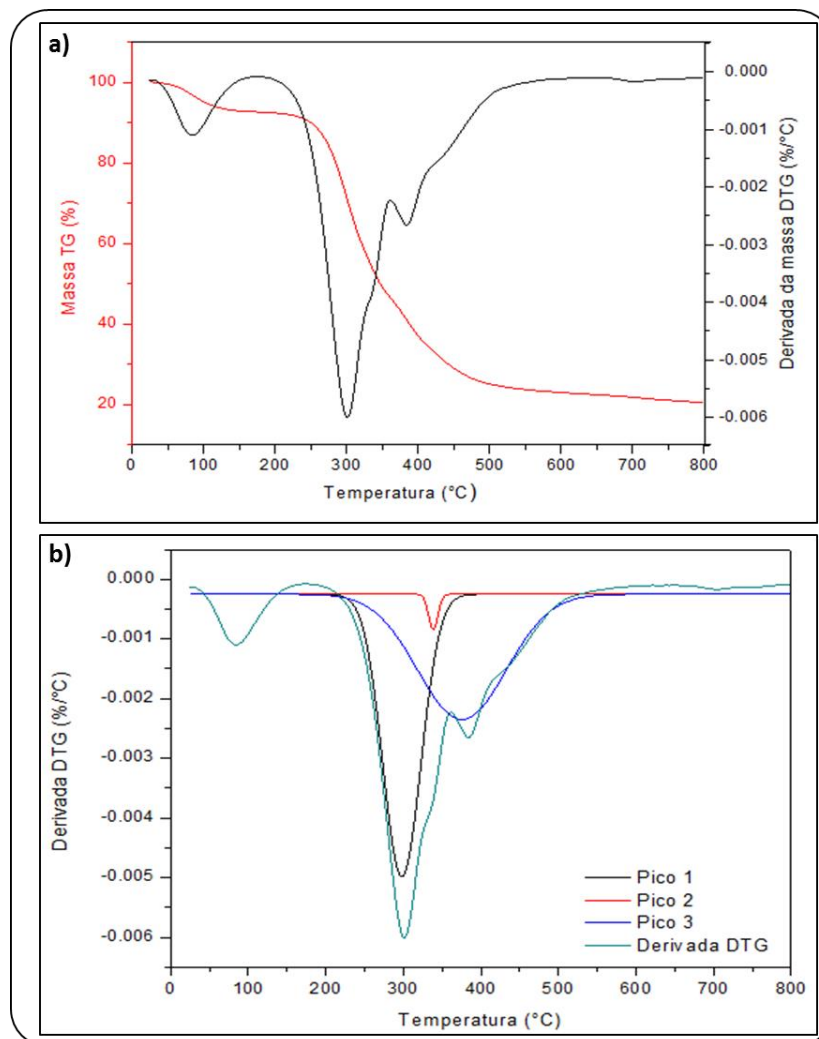 a)
100
80
60
40
20
Massa TG (%)
0.000
-0.001
-0.002
-0.003
-0.004
-0.005
-0.006
Derivada da massa DTG (%/°C)
0 100 200 300 400 500 600 700 800
Temperatura (°C)
b)
0.000
-0.001
-0.002
-0.003
-0.004
-0.005
-0.006
Derivada DTG (%/°C)
Pico 1
Pico 2
Pico 3
Derivada DTG
0 100 200 300 400 500 600 700 800
Temperatura (°C)